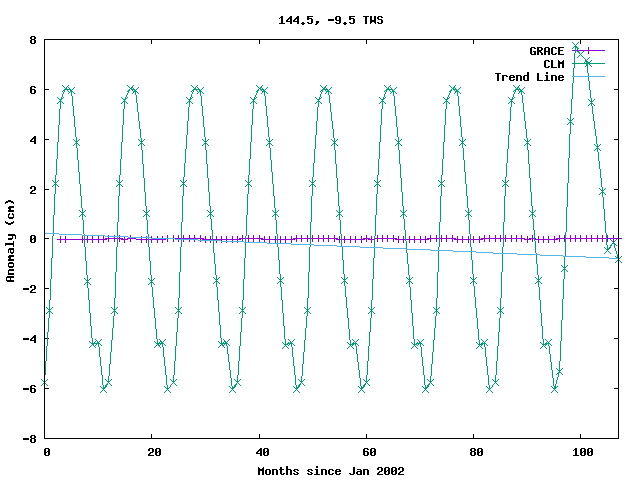 144.5, -9.5 TWS
GRACE
CLM
Trend Line
Anomaly (cm)
8
6
4
2
0
-2
-4
-6
-8
0 20 40 60 80 100
Months since Jan 2002